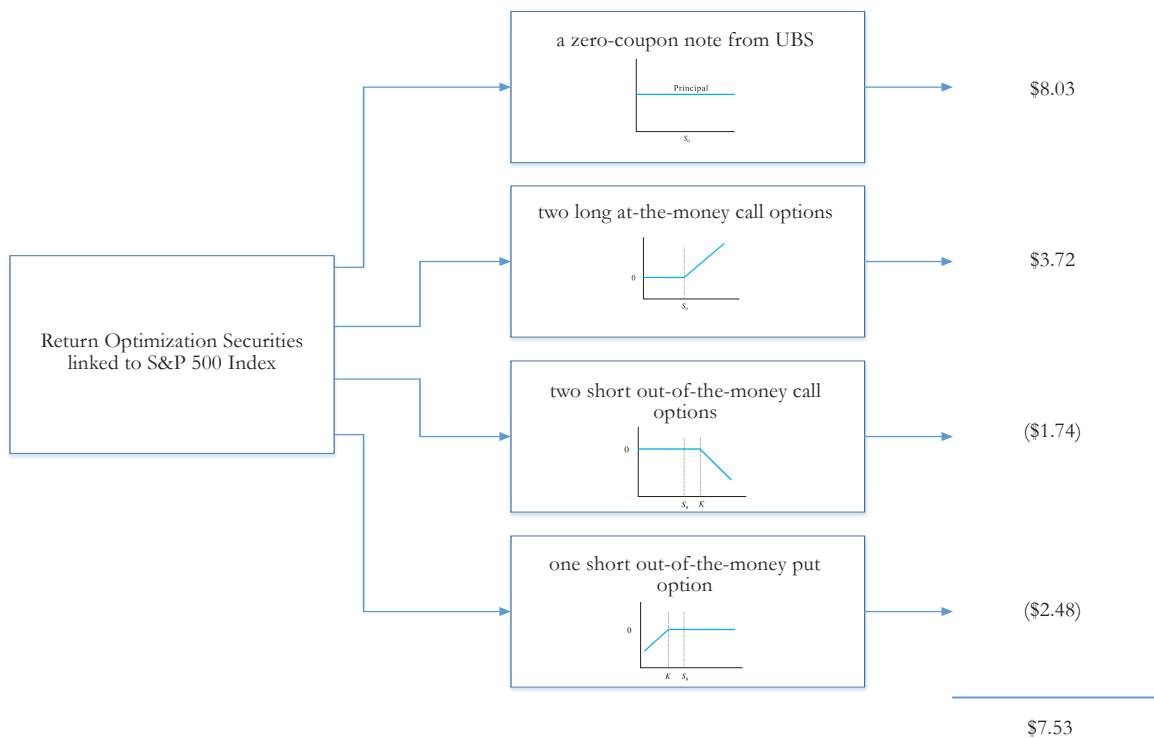 a zero-coupon note from UBS
Principal
S₀
$8.03
two long at-the-money call options
0
S₀
$3.72
Return Optimization Securities
linked to S&P 500 Index
two short out-of-the-money call
options
0
S₀ K
($1.74)
one short out-of-the-money put
option
0
K S₀
($2.48)
$7.53